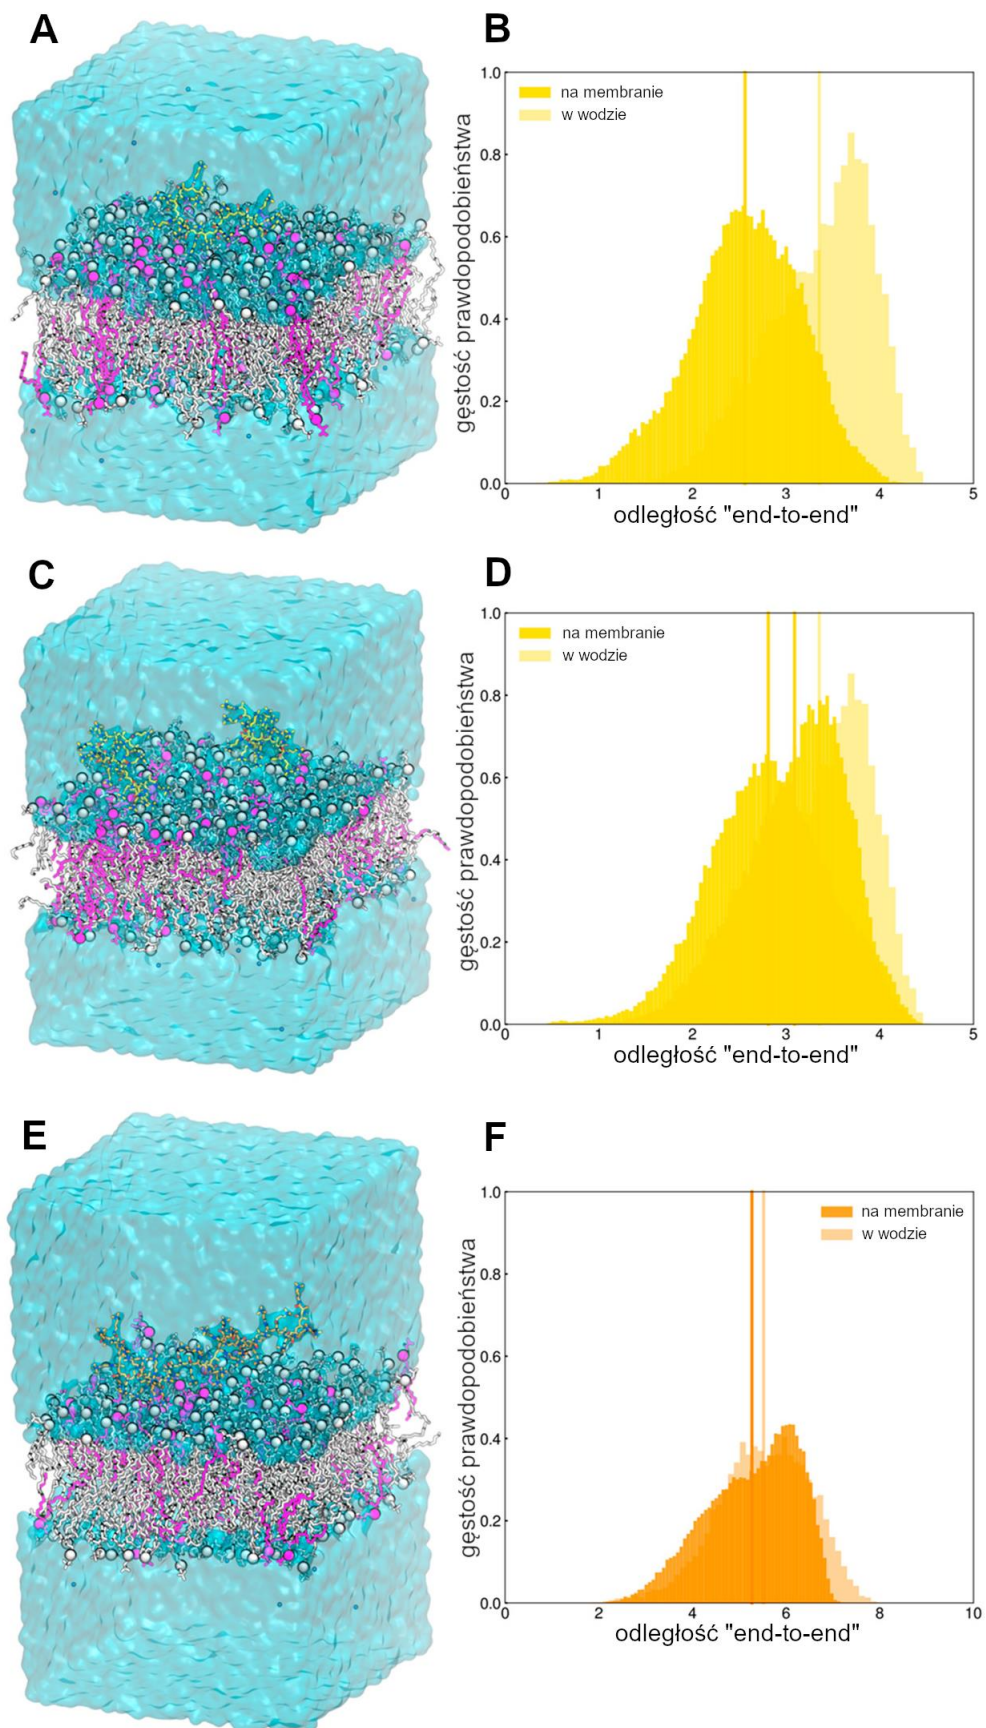 A
B
1.0
na membranie
w wodzie
0.8
0.6
0.4
0.2
0.0
gęstość prawdpopodobieństwa
0 1 2 3 4 5
odległość "end-to-end"
C
D
1.0
na membranie
w wodzie
0.8
0.6
0.4
0.2
0.0
gęstość prawdpopodobieństwa
0 1 2 3 4 5
odległość "end-to-end"
E
F
1.0
na membranie
w wodzie
0.8
0.6
0.4
0.2
0.0
gęstość prawdpopodobieństwa
0 2 4 6 8 10
odległość "end-to-end"